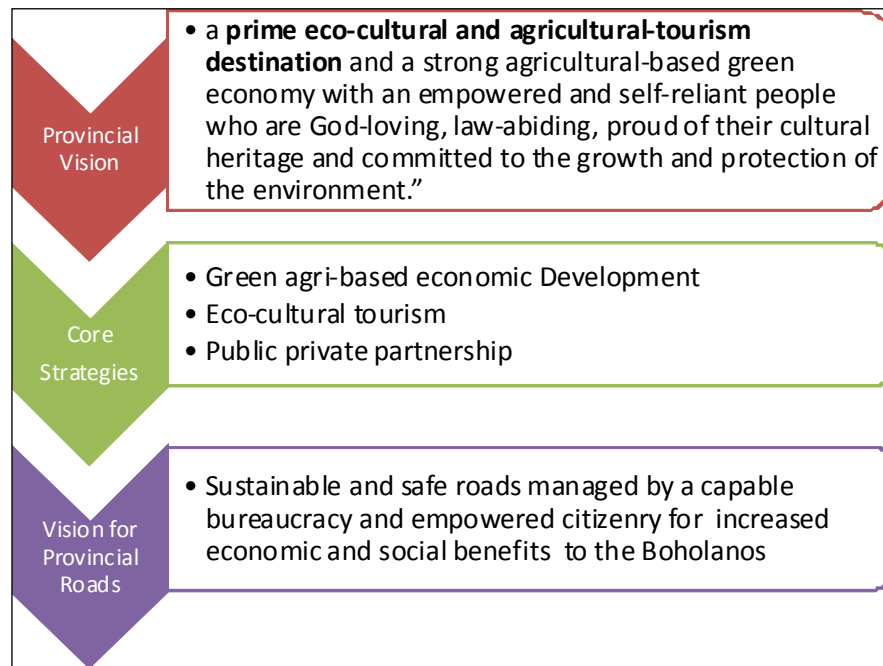 • a prime eco-cultural and agricultural-tourism
destination and a strong agricultural-based green
economy with an empowered and self-reliant people
who are God-loving, law-abiding, proud of their cultural
heritage and committed to the growth and protection of
the environment.”
Provincial
Vision
• Green agri-based economic Development
• Eco-cultural tourism
• Public private partnership
Core
Strategies
• Sustainable and safe roads managed by a capable
bureaucracy and empowered citizenry for increased
economic and social benefits to the Boholanos
Vision for
Provincial
Roads